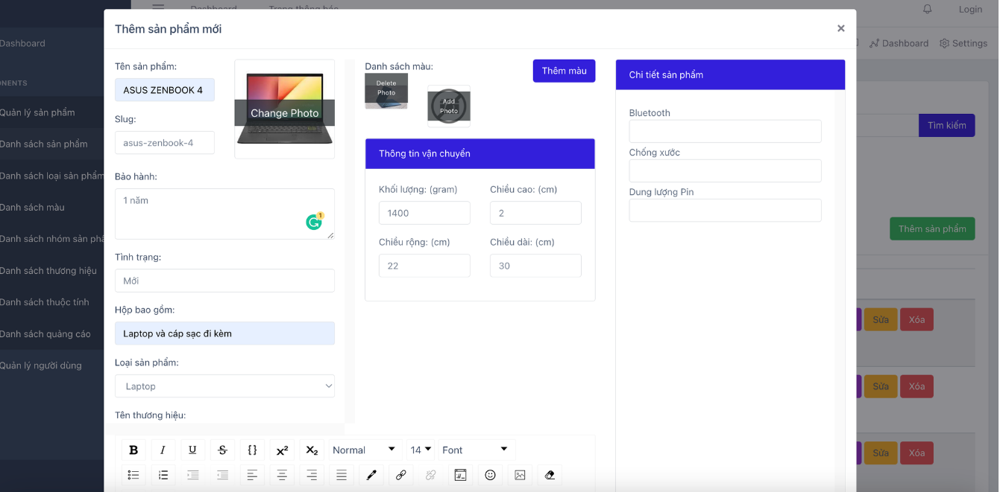 Dashboard
Trang thông báo
Login
Thêm sản phẩm mới
×
Dashboard
Dashboard
Settings
NENTS
Quản lý sản phẩm
Danh sách sản phẩm
Danh sách loại sản phẩm
Danh sách màu
Danh sách nhóm sản phẩ
Danh sách thương hiệu
Danh sách thuộc tính
Danh sách quảng cáo
Quản lý người dùng
Tên sản phẩm:
ASUS ZENBOOK 4
Change Photo
Slug:
asus-zenbook-4
Bảo hành:
1 năm
1
Tình trạng:
Mới
Hộp bao gồm:
Laptop và cáp sạc đi kèm
Loại sản phẩm:
Laptop
Tên thương hiệu:
Danh sách màu:
Thêm màu
Delete
Photo
Add
Photo
Thông tin vận chuyển
Khối lượng: (gram)
Chiều cao: (cm)
1400
2
Chiều rộng: (cm)
Chiều dài: (cm)
22
30
Chi tiết sản phẩm
Bluetooth
Chống xước
Dung lượng Pin
Tìm kiếm
Thêm sản phẩm
Sửa
Xóa
Sửa
Xóa
Sửa
Xóa
B I U S {} x² X₂ Normal 14 Font